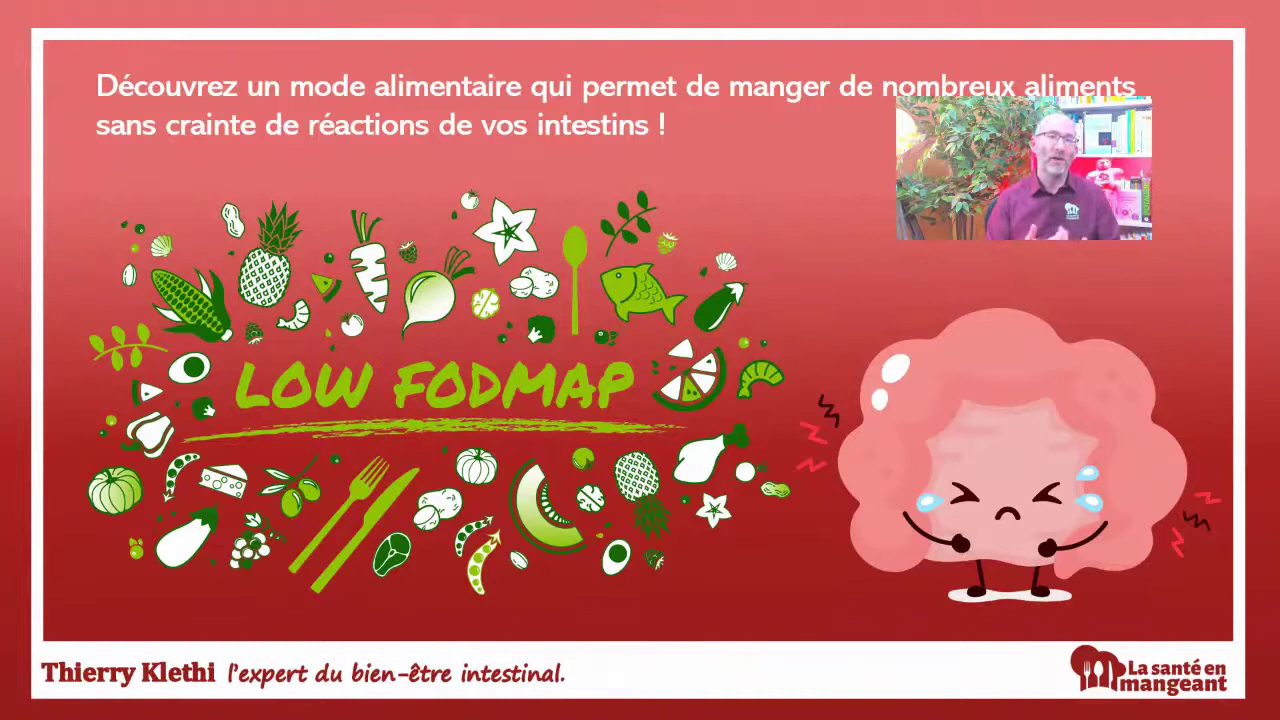 Découvrez un mode alimentaire qui permet de manger de nombreux aliments
sans crainte de réactions de vos intestins !
LOW FODMAP
Thierry Klethi l'expert du bien-être intestinal.
La santé en
mangeant